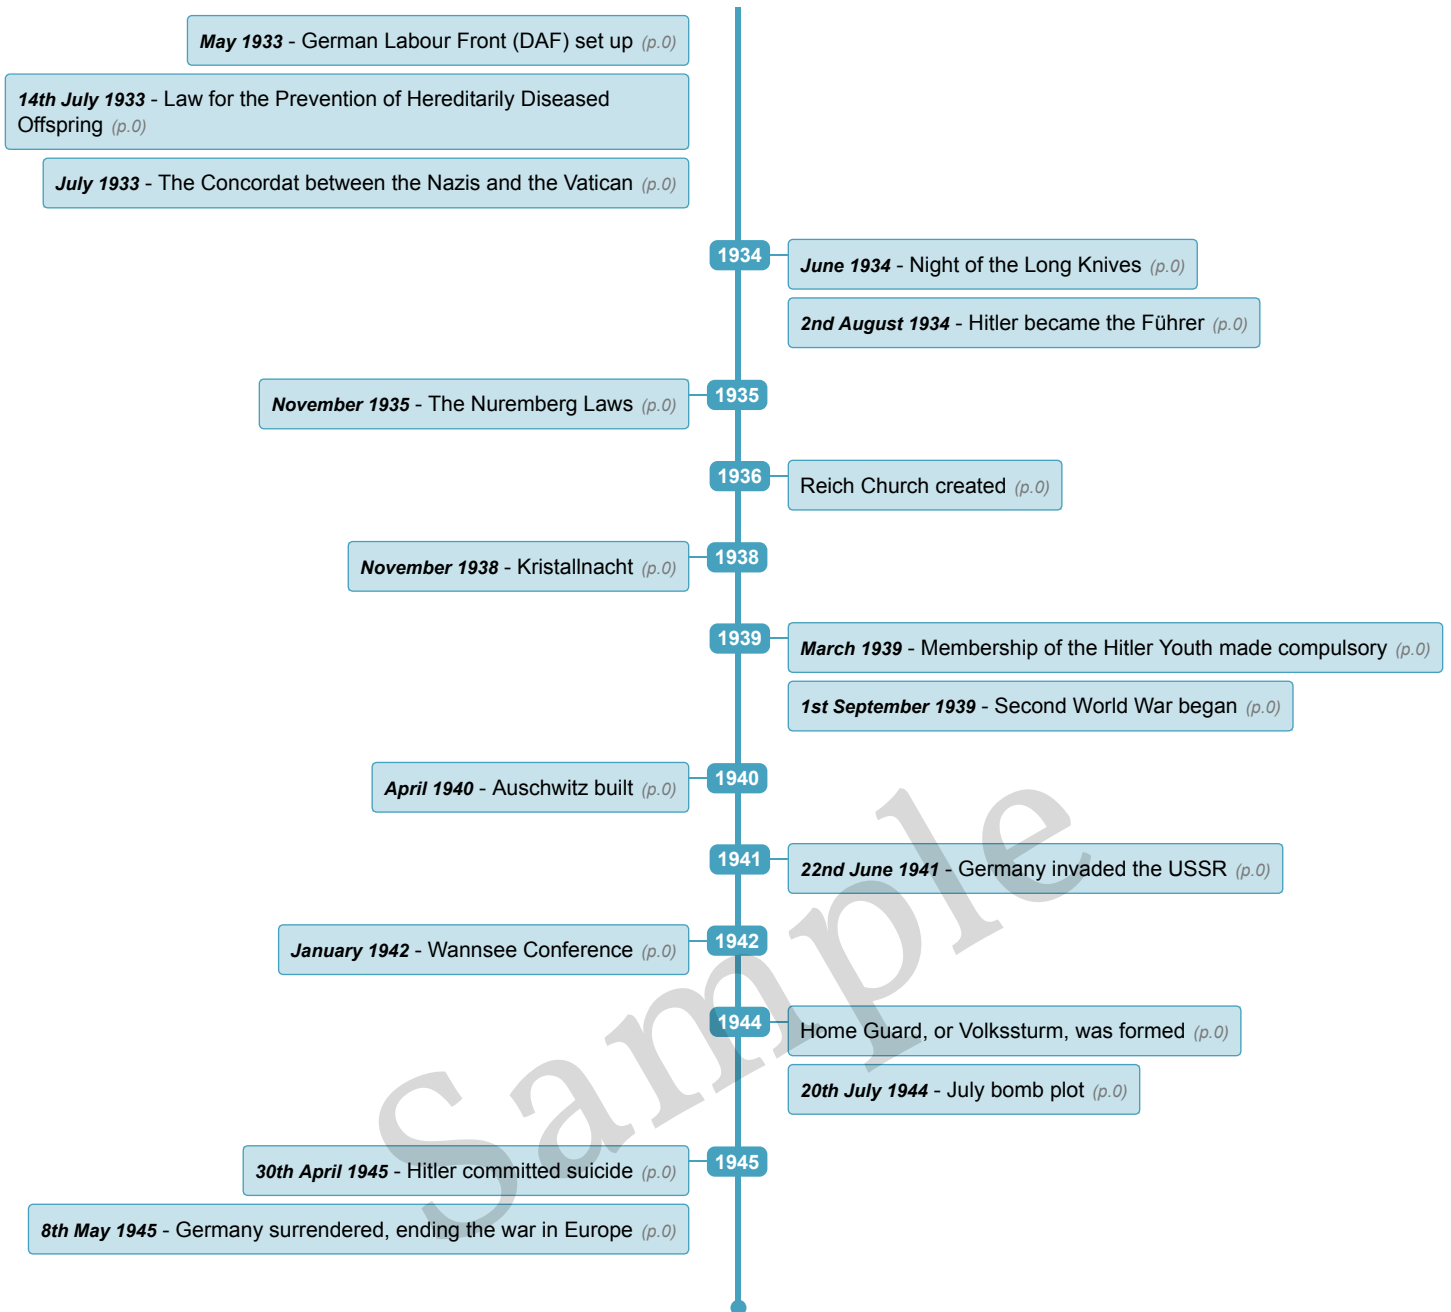 May 1933 - German Labour Front (DAF) set up (p.0)
14th July 1933 - Law for the Prevention of Hereditarily Diseased
Offspring (p.0)
July 1933 - The Concordat between the Nazis and the Vatican (p.0)
1934
June 1934 - Night of the Long Knives (p.0)
2nd August 1934 - Hitler became the Führer (p.0)
1935
November 1935 - The Nuremberg Laws (p.0)
1936
Reich Church created (p.0)
1938
November 1938 - Kristallnacht (p.0)
1939
March 1939 - Membership of the Hitler Youth made compulsory (p.0)
1st September 1939 - Second World War began (p.0)
1940
April 1940 - Auschwitz built (p.0)
1941
22nd June 1941 - Germany invaded the USSR (p.0)
1942
January 1942 - Wannsee Conference (p.0)
1944
Home Guard, or Volkssturm, was formed (p.0)
20th July 1944 - July bomb plot (p.0)
1945
30th April 1945 - Hitler committed suicide (p.0)
8th May 1945 - Germany surrendered, ending the war in Europe (p.0)
Sample